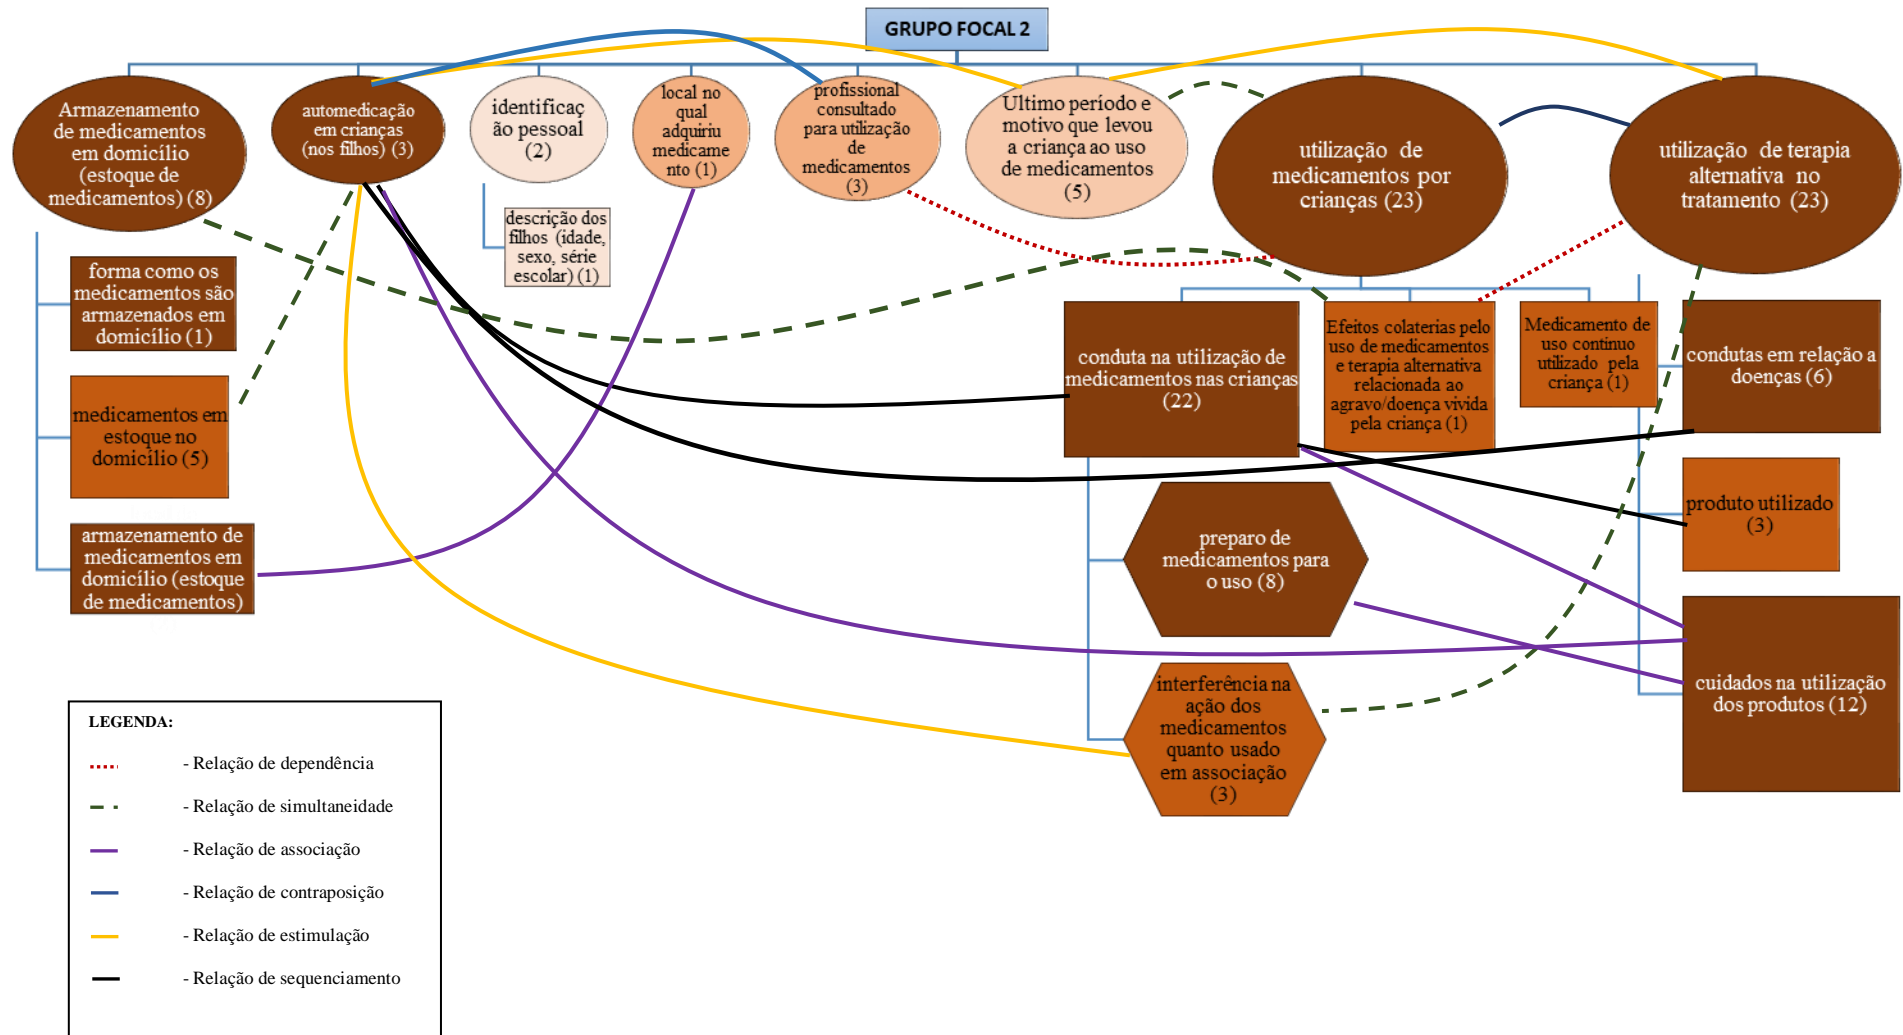 GRUPO FOCAL 2
Armazenamento
de medicamentos
em domicílio
(estoque de
medicamentos) (8)
automedicação
em crianças
(nos filhos) (3)
identificaç
ão pessoal
(2)
local no
qual
adquiriu
medicame
nto (1)
profissional
consultado
para utilização
de
medicamentos
(3)
Ultimo período e
motivo que levou
a criança ao uso
de medicamentos
(5)
utilização de
medicamentos por
crianças (23)
utilização de terapia
alternativa no
tratamento (23)
descrição dos
filhos (idade,
sexo, série
escolar) (1)
forma como os
medicamentos são
armazenados em
domicílio (1)
medicamentos em
estoque no
domicílio (5)
armazenamento de
medicamentos em
domicílio (estoque
de medicamentos)
conduta na utilização de
medicamentos nas crianças
(22)
Efeitos colaterias pelo
uso de medicamentos
e terapia alternativa
relacionada ao
agravo/doença vivida
pela criança (1)
Medicamento de
uso continuo
utilizado pela
criança (1)
condutas em relação a
doenças (6)
produto utilizado
(3)
cuidados na utilização
dos produtos (12)
preparo de
medicamentos para
o uso (8)
interferência na
ação dos
medicamentos
quanto usado
em associação
(3)
LEGENDA:
- Relação de dependência
- Relação de simultaneidade
- Relação de associação
- Relação de contraposição
- Relação de estimulação
- Relação de sequenciamento